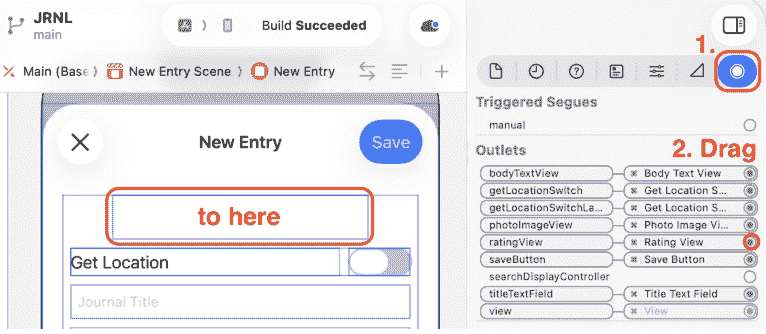 JRNL
main
Build Succeeded
Main (Base
New Entry Scene
New Entry
1.
New Entry
Save
to here
Get Location
Journal Title
Triggered Segues
manual
Outlets
2. Drag
bodyTextView Body Text View
getLocationSwitch Get Location S...
getLocationSwitchLa... Get Location S...
photoImageView Photo Image Vi...
ratingView Rating View
saveButton Save Button
searchDisplayController
titleTextField Title Text Field
view View